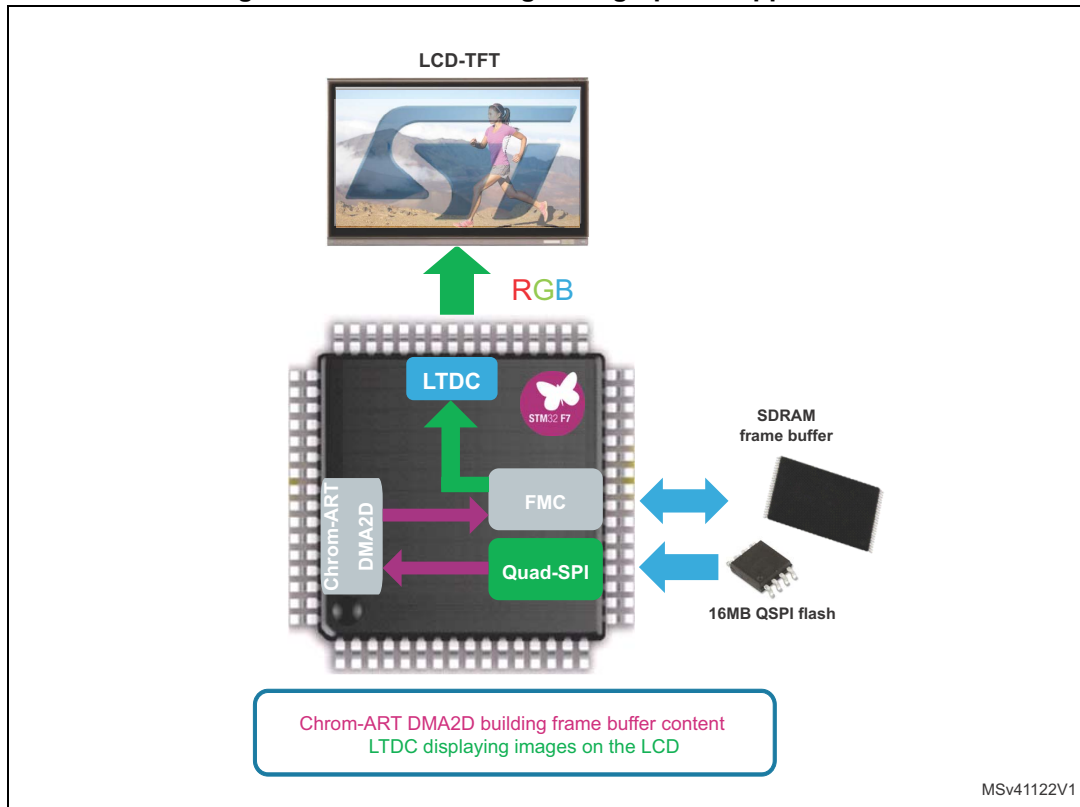 LCD-TFT
RGB
LTDC
STM32 F7
SDRAM
frame buffer
FMC
Chrom-ART
DMA2D
Quad-SPI
16MB QSPI flash
Chrom-ART DMA2D building frame buffer content
LTDC displaying images on the LCD
MSv41122V1